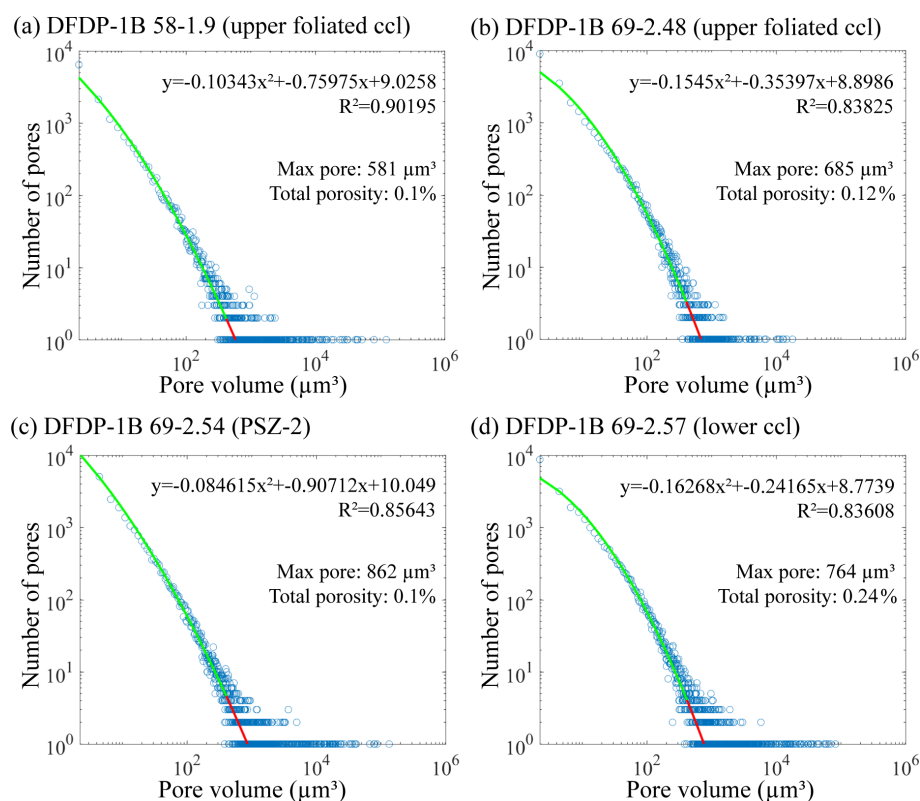 (a) DFDP-1B 58-1.9 (upper foliated ccl)
10⁴
10³
10²
10¹
10⁰
Number of pores
y=-0.10343x²+-0.75975x+9.0258
R²=0.90195
Max pore: 581 µm³
Total porosity: 0.1%
10² 10⁴ 10⁶
Pore volume (µm³)
(b) DFDP-1B 69-2.48 (upper foliated ccl)
10⁴
10³
10²
10¹
10⁰
Number of pores
y=-0.1545x²+-0.35397x+8.8986
R²=0.83825
Max pore: 685 µm³
Total porosity: 0.12%
10² 10⁴ 10⁶
Pore volume (µm³)
(c) DFDP-1B 69-2.54 (PSZ-2)
10⁴
10³
10²
10¹
10⁰
Number of pores
y=-0.084615x²+-0.90712x+10.049
R²=0.85643
Max pore: 862 µm³
Total porosity: 0.1%
10² 10⁴ 10⁶
Pore volume (µm³)
(d) DFDP-1B 69-2.57 (lower ccl)
10⁴
10³
10²
10¹
10⁰
Number of pores
y=-0.16268x²+-0.24165x+8.7739
R²=0.83608
Max pore: 764 µm³
Total porosity: 0.24%
10² 10⁴ 10⁶
Pore volume (µm³)